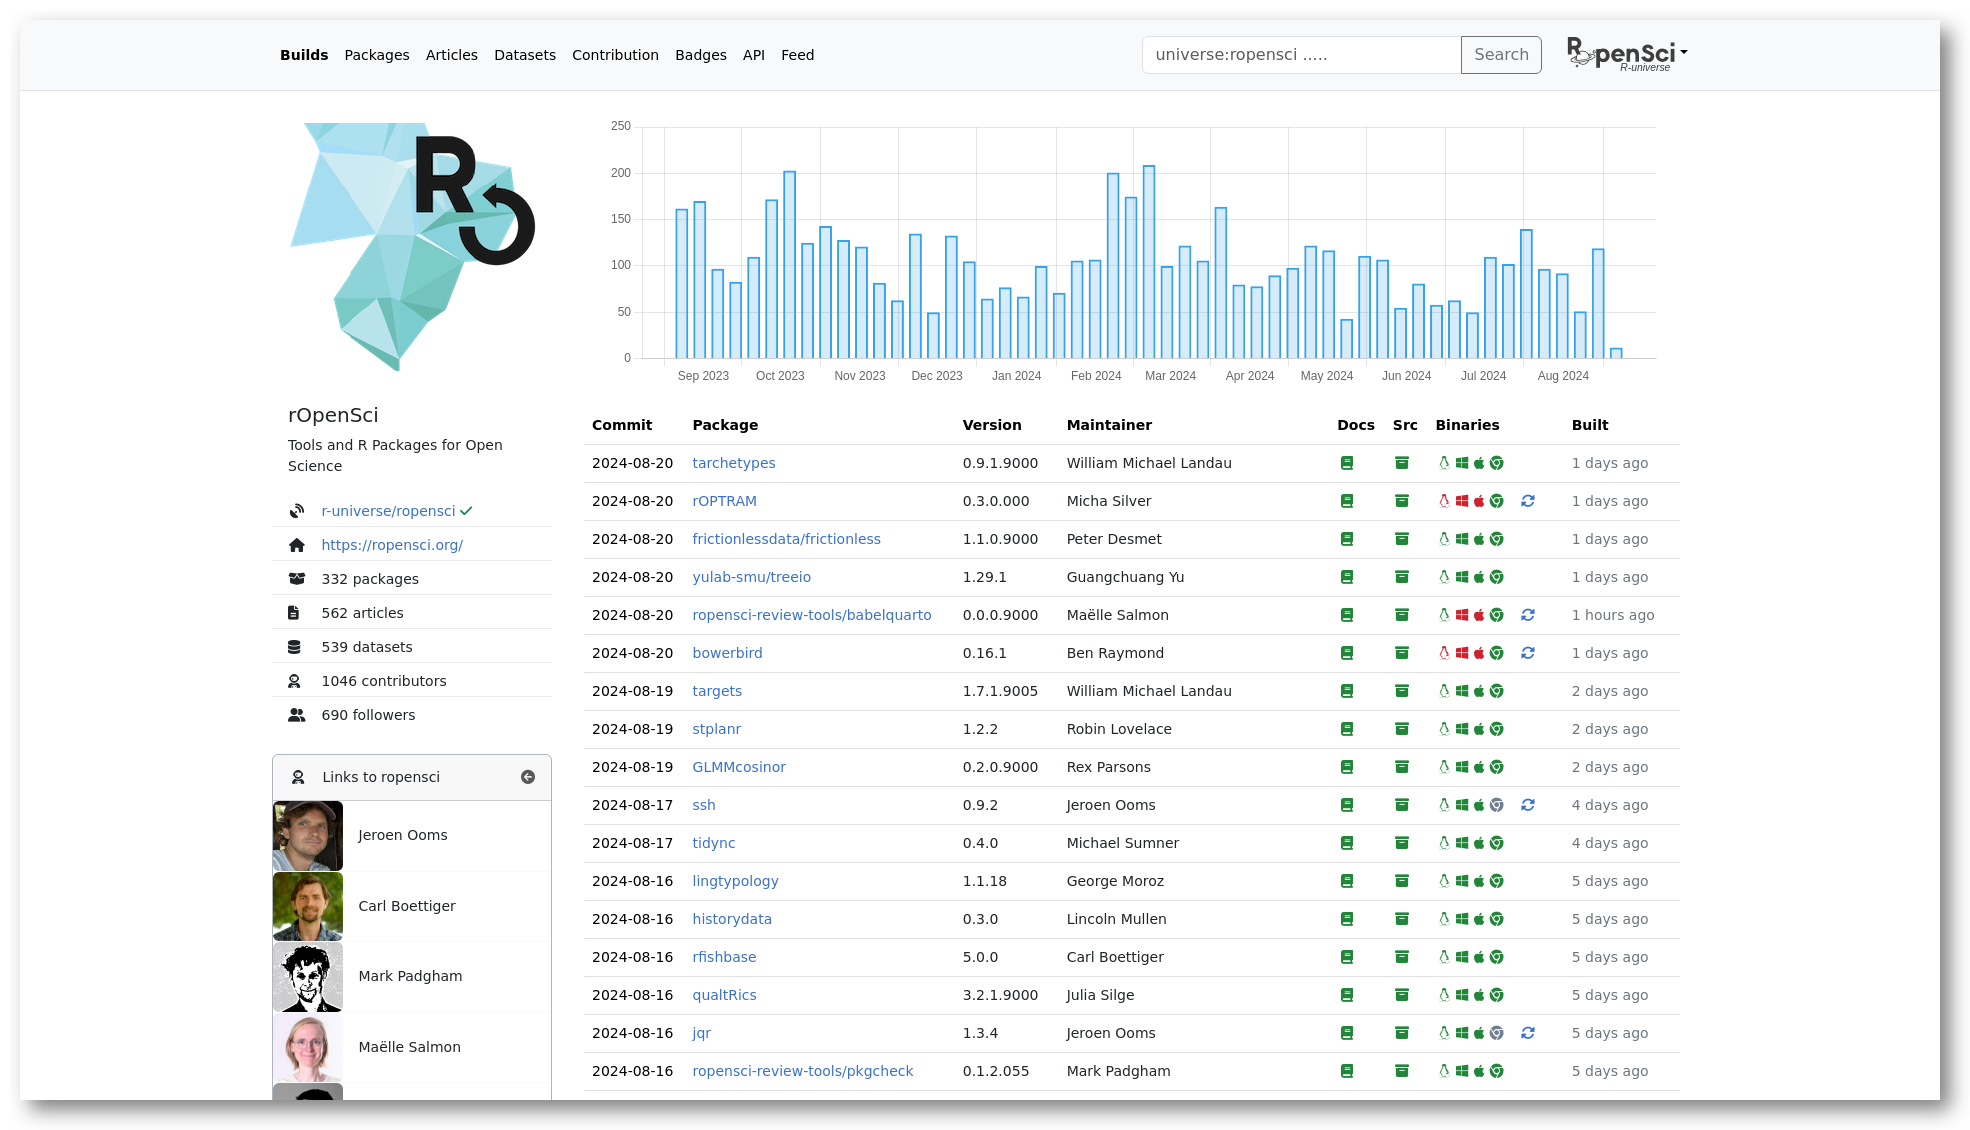 Builds Packages Articles Datasets Contribution Badges API Feed
universe:ropensci ..... Search
ROpenSci
R-universe
R
250
200
150
100
50
0
Sep 2023 Oct 2023 Nov 2023 Dec 2023 Jan 2024 Feb 2024 Mar 2024 Apr 2024 May 2024 Jun 2024 Jul 2024 Aug 2024
rOpenSci
Tools and R Packages for Open
Science
r-universe/ropensci
https://ropensci.org/
332 packages
562 articles
539 datasets
1046 contributors
690 followers
Links to ropensci
Jeroen Ooms
Carl Boettiger
Mark Padgham
Maëlle Salmon
Commit Package Version Maintainer Docs Src Binaries Built
2024-08-20 tarchetypes 0.9.1.9000 William Michael Landau 1 days ago
2024-08-20 rOPTRAM 0.3.0.000 Micha Silver 1 days ago
2024-08-20 frictionlessdata/frictionless 1.1.0.9000 Peter Desmet 1 days ago
2024-08-20 yulab-smu/treeio 1.29.1 Guangchuang Yu 1 days ago
2024-08-20 ropensci-review-tools/babelquarto 0.0.0.9000 Maëlle Salmon 1 hours ago
2024-08-20 bowerbird 0.16.1 Ben Raymond 1 days ago
2024-08-19 targets 1.7.1.9005 William Michael Landau 2 days ago
2024-08-19 stplanr 1.2.2 Robin Lovelace 2 days ago
2024-08-19 GLMMcosinor 0.2.0.9000 Rex Parsons 2 days ago
2024-08-17 ssh 0.9.2 Jeroen Ooms 4 days ago
2024-08-17 tidync 0.4.0 Michael Sumner 4 days ago
2024-08-16 lingtypology 1.1.18 George Moroz 5 days ago
2024-08-16 historydata 0.3.0 Lincoln Mullen 5 days ago
2024-08-16 rfishbase 5.0.0 Carl Boettiger 5 days ago
2024-08-16 qualtRics 3.2.1.9000 Julia Silge 5 days ago
2024-08-16 jqr 1.3.4 Jeroen Ooms 5 days ago
2024-08-16 ropensci-review-tools/pkgcheck 0.1.2.055 Mark Padgham 5 days ago